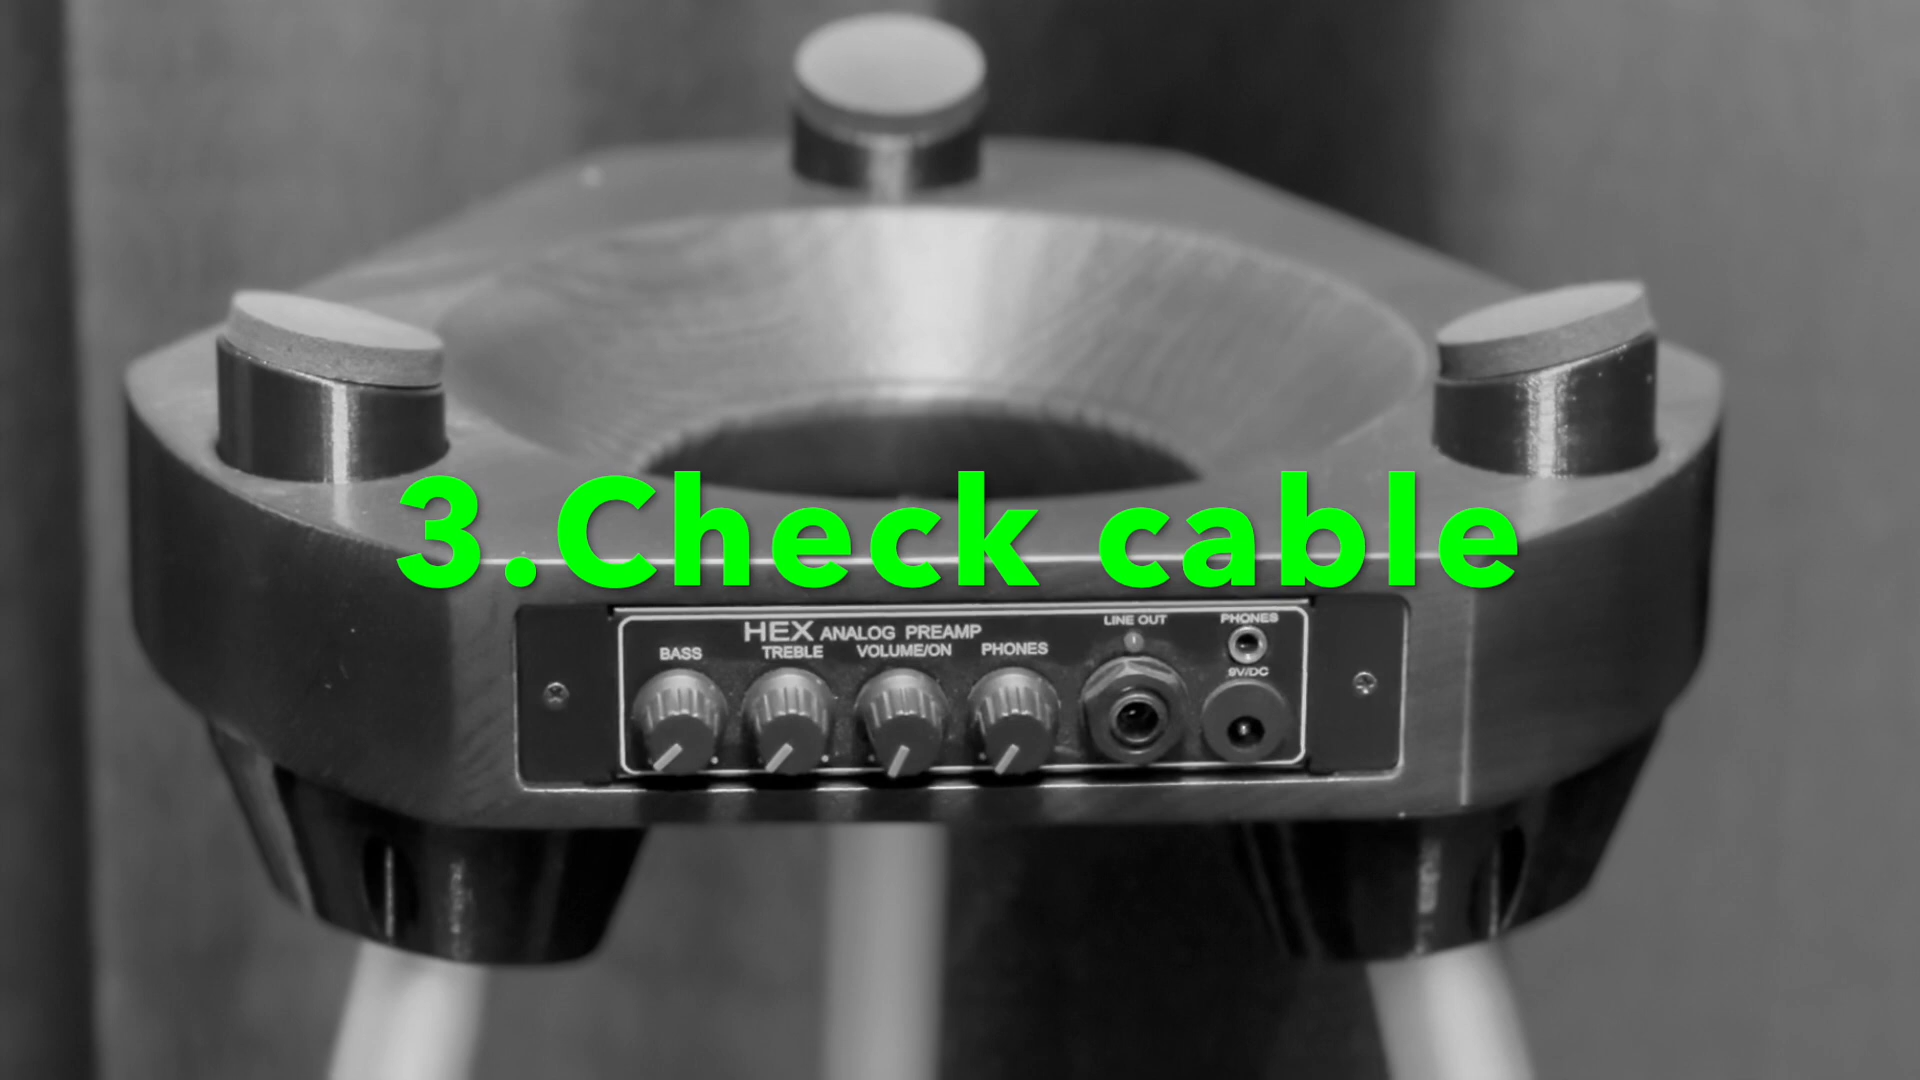 3.Check cable
HEX ANALOG PREAMP
LINE OUT
PHONES
BASS
TREBLE
VOLUME/ON
PHONES
9V/DC